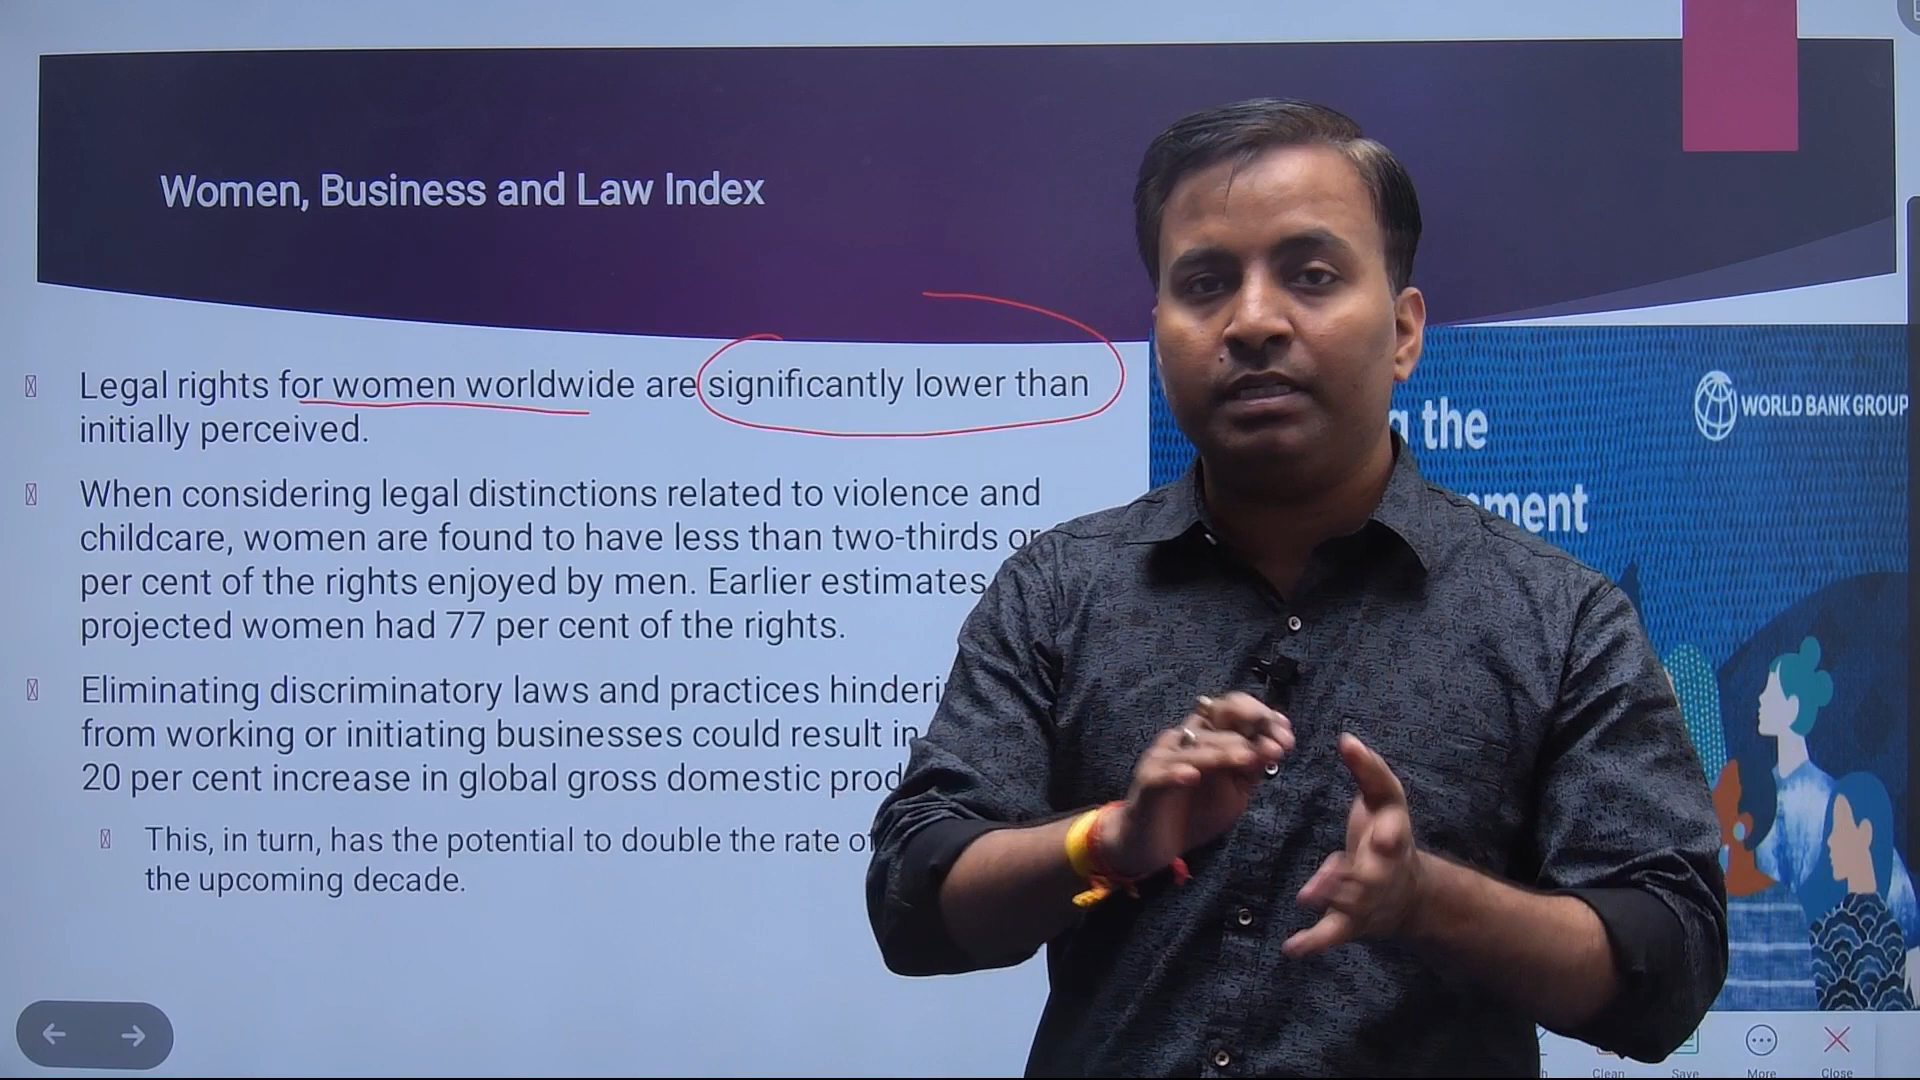 Women, Business and Law Index
Legal rights for women worldwide are significantly lower than
initially perceived.
When considering legal distinctions related to violence and
childcare, women are found to have less than two-thirds or
per cent of the rights enjoyed by men. Earlier estimates
projected women had 77 per cent of the rights.
Eliminating discriminatory laws and practices
from working or initiating businesses could result in
20 per cent increase in global gross domestic
This, in turn, has the potential to double the rate of
the upcoming decade.
the
WORLD BANK GROUP
Clean
Save
More
Close